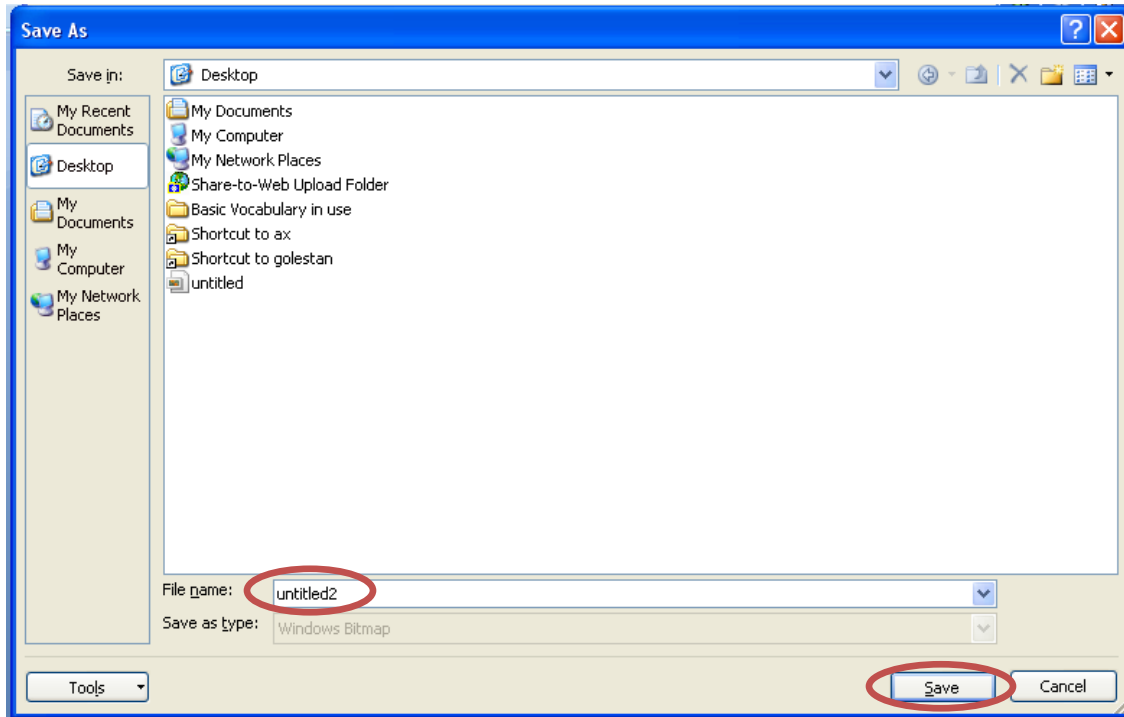 Save As
Save in:
Desktop
My Recent
Documents
Desktop
My
Documents
My
Computer
My Network
Places
My Documents
My Computer
My Network Places
Share-to-Web Upload Folder
Basic Vocabulary in use
Shortcut to ax
Shortcut to golestan
untitled
File name:
untitled2
Save as type:
Windows Bitmap
Tools
Save
Cancel